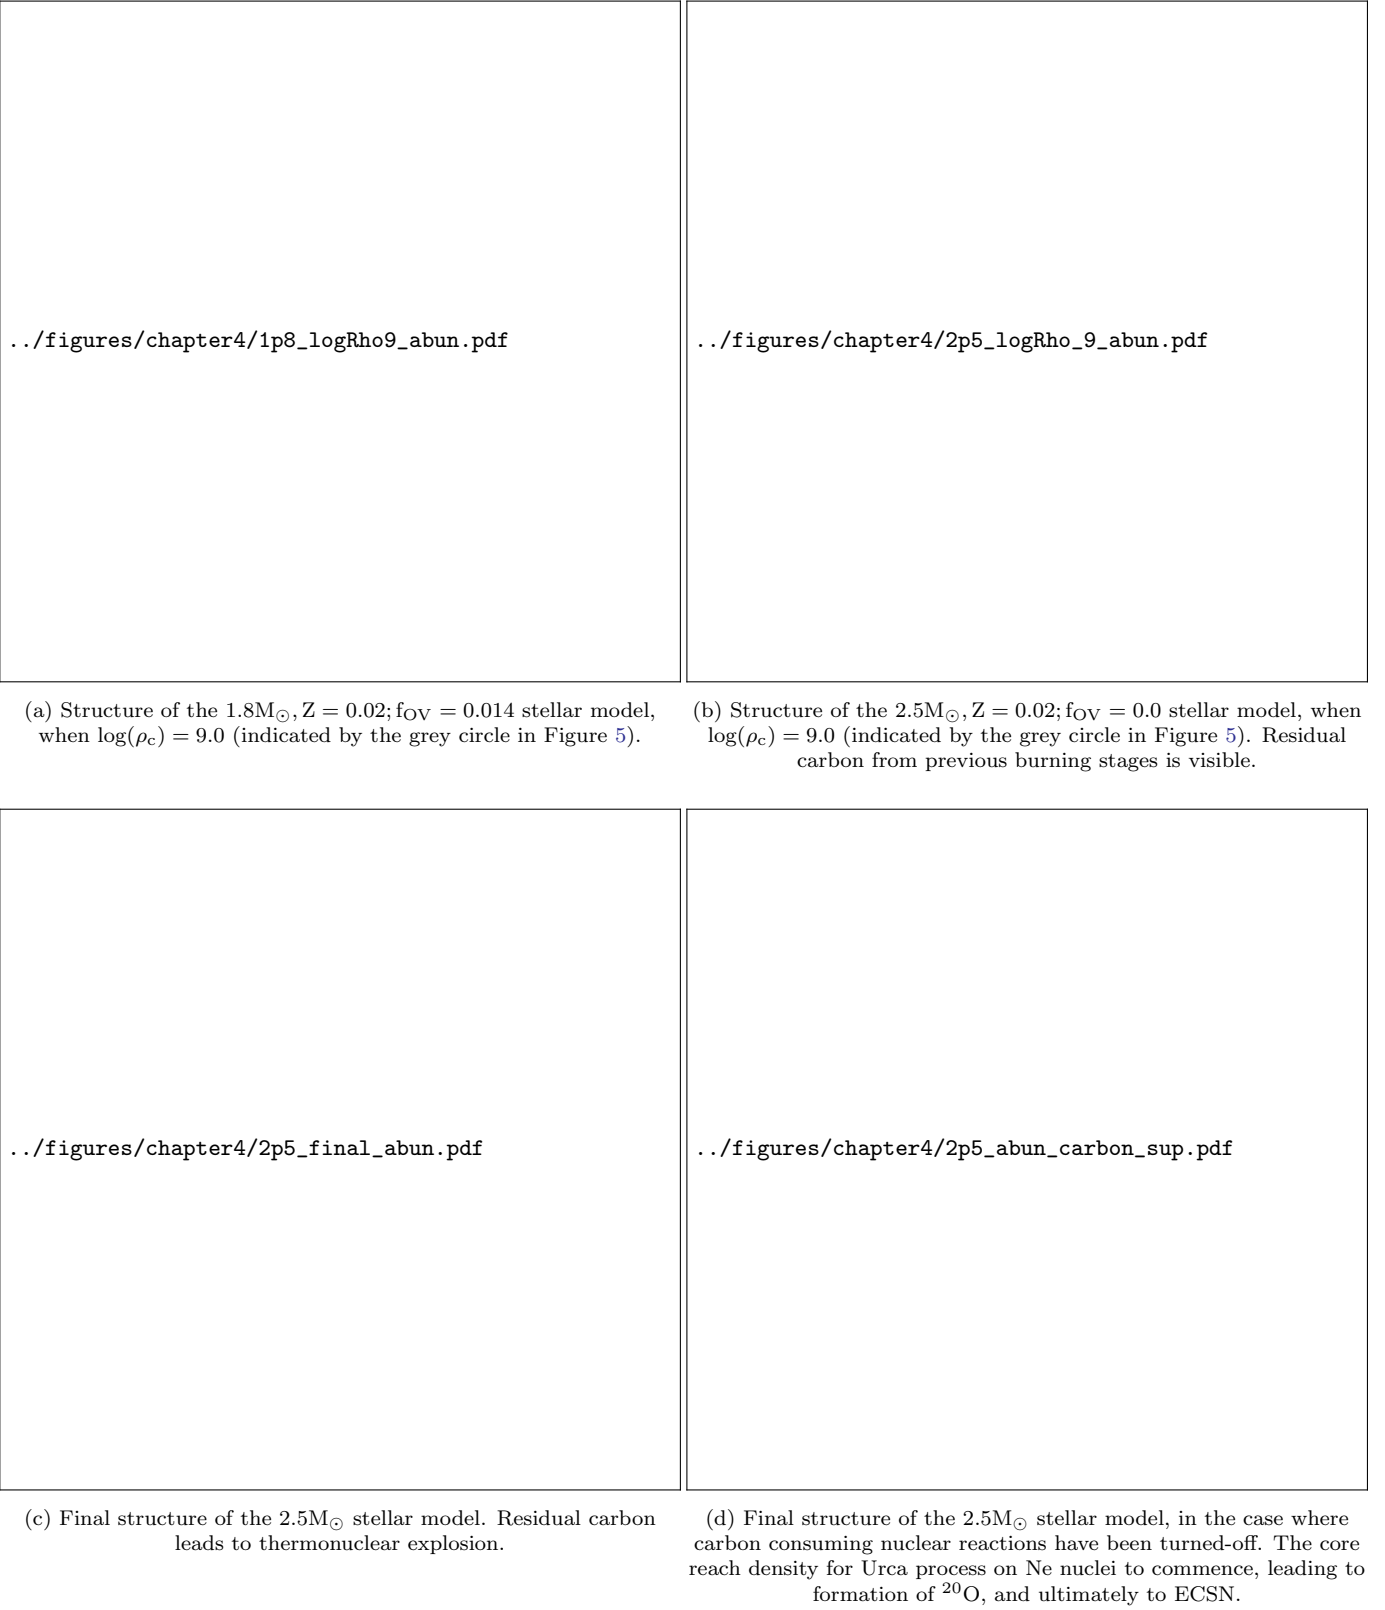 ../figures/chapter4/1p8_logRho9_abun.pdf
../figures/chapter4/2p5_logRho_9_abun.pdf
(a) Structure of the 1.8M⊙, Z = 0.02; fOV = 0.014 stellar model,
when log(ρc) = 9.0 (indicated by the grey circle in Figure 5).
(b) Structure of the 2.5M⊙, Z = 0.02; fOV = 0.0 stellar model, when
log(ρc) = 9.0 (indicated by the grey circle in Figure 5). Residual
carbon from previous burning stages is visible.
../figures/chapter4/2p5_final_abun.pdf
../figures/chapter4/2p5_abun_carbon_sup.pdf
(c) Final structure of the 2.5M⊙ stellar model. Residual carbon
leads to thermonuclear explosion.
(d) Final structure of the 2.5M⊙ stellar model, in the case where
carbon consuming nuclear reactions have been turned-off. The core
reach density for Urca process on Ne nuclei to commence, leading to
formation of ²⁰O, and ultimately to ECSN.